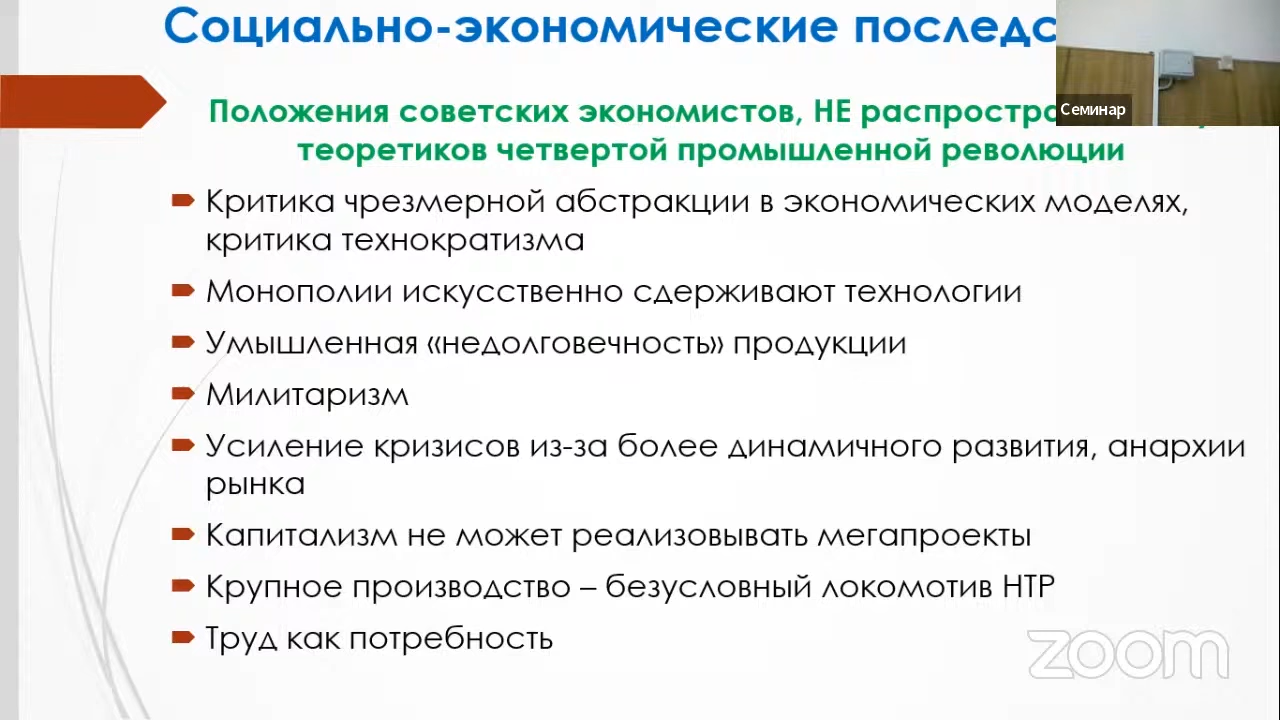 Социально-экономические
Семинар
Положения советских экономистов, НЕ
теоретиков четвертой промышленной революции
Критика чрезмерной абстракции в экономических моделях,
критика технократизма
Монополии искусственно сдерживают технологии
Умышленная «недолговечность» продукции
Милитаризм
Усиление кризисов из-за более динамичного развития, анархии
рынка
Капитализм не может реализовывать мегапроекты
Крупное производство – безусловный локомотив НТР
Труд как потребность
zoom